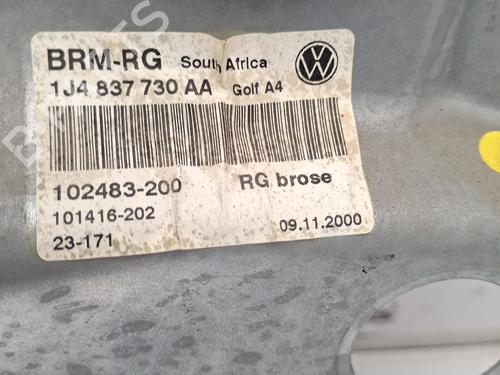 BRM-RG South Africa
1J4 837 730 AA Golf A4
102483-200 RG brose
101416-202
23-171 09.11.2000